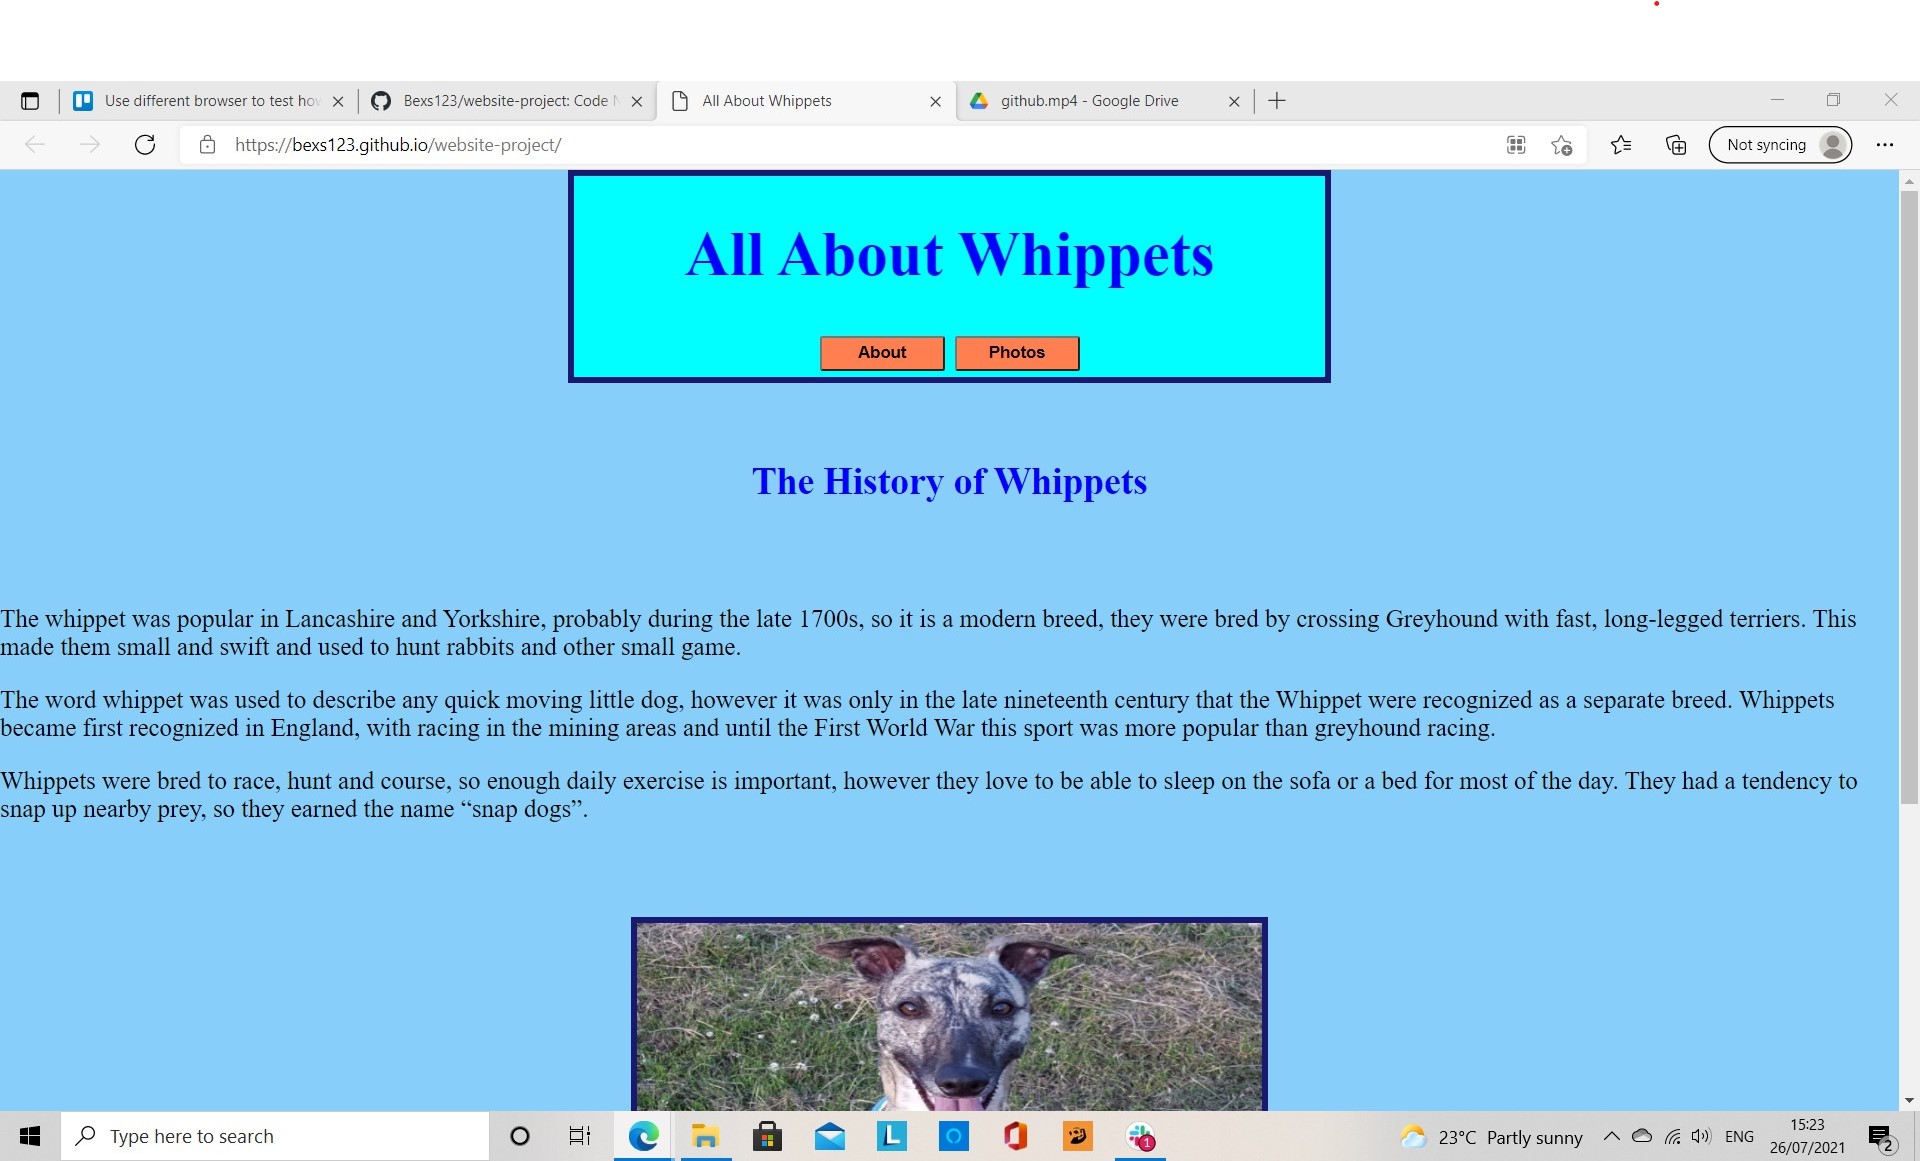 Use different browser to test ho
Bexs123/website-project: Code
All About Whippets
github.mp4 - Google Drive
https://bexs123.github.io/website-project/
Not syncing
All About Whippets
About
Photos
The History of Whippets
The whippet was popular in Lancashire and Yorkshire, probably during the late 1700s, so it is a modern breed, they were bred by crossing Greyhound with fast, long-legged terriers. This
made them small and swift and used to hunt rabbits and other small game.
The word whippet was used to describe any quick moving little dog, however it was only in the late nineteenth century that the Whippet were recognized as a separate breed. Whippets
became first recognized in England, with racing in the mining areas and until the First World War this sport was more popular than greyhound racing.
Whippets were bred to race, hunt and course, so enough daily exercise is important, however they love to be able to sleep on the sofa or a bed for most of the day. They had a tendency to
snap up nearby prey, so they earned the name “snap dogs”.
Type here to search
L
1
23°C Partly sunny
ENG
15:23
26/07/2021
2